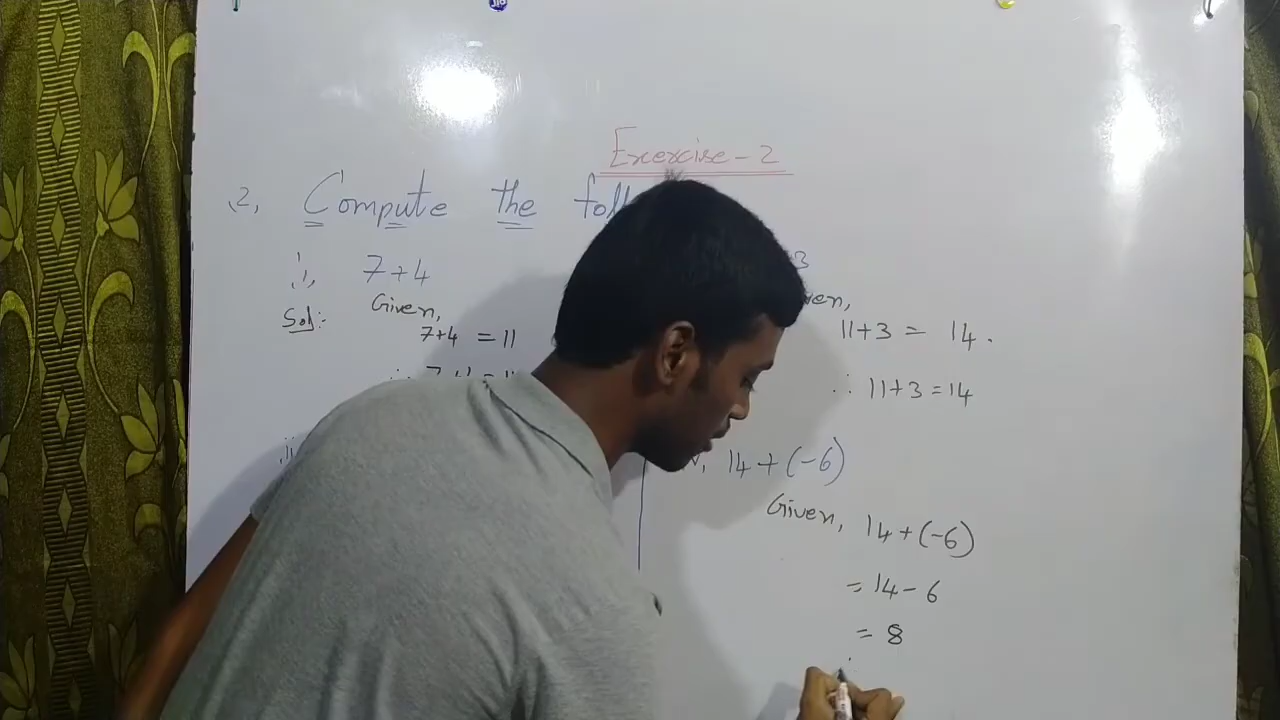 Exercise - 2
2, Compute the
i, 7+4
Sol:- Given,
7+4 = 11
11+3 = 14.
∴ 11+3 = 14
14 + (-6)
Given, 14 + (-6)
= 14 - 6
= 8